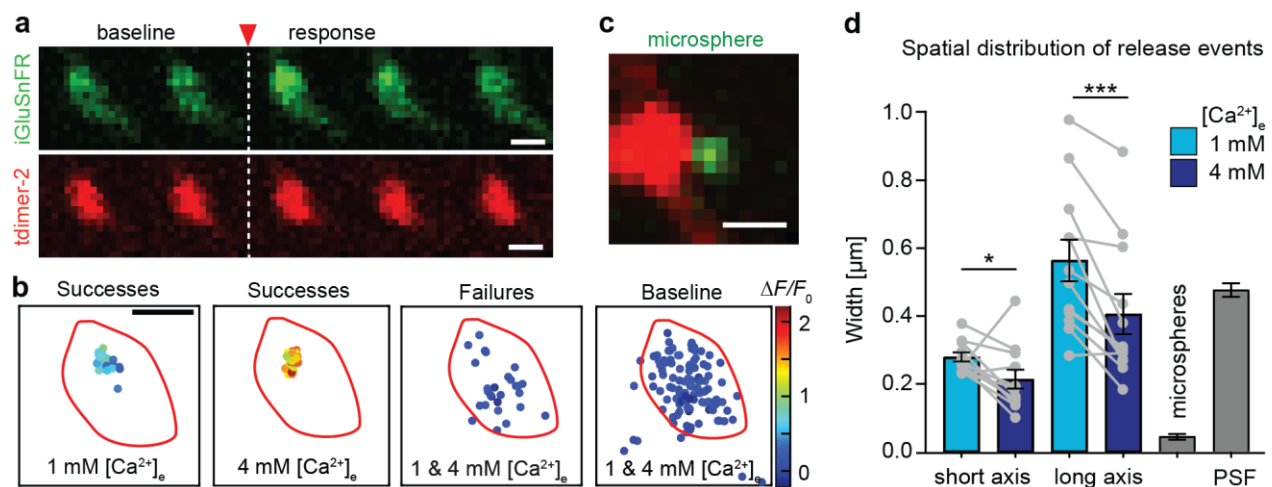 a
baseline
response
iGluSnFR
tdimer-2
b
Successes
1 mM [Ca²⁺]ₑ
Successes
4 mM [Ca²⁺]ₑ
Failures
1 & 4 mM [Ca²⁺]ₑ
Baseline
1 & 4 mM [Ca²⁺]ₑ
ΔF/F₀
2
1
0
c
microsphere
d
Spatial distribution of release events
[Ca²⁺]ₑ
1 mM
4 mM
***
*
Width [µm]
1.0
0.8
0.6
0.4
0.2
0.0
short axis
long axis
microspheres
PSF